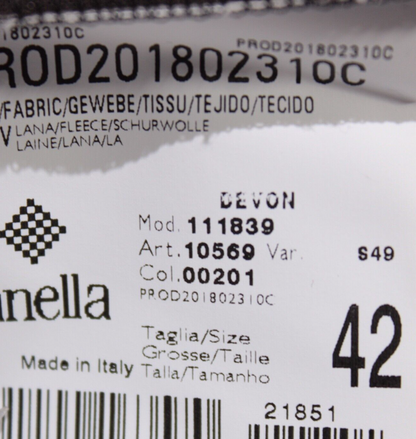 1802310C
PROD201802310C
ROD201802310C
/FABRIC/GEWEBE/TISSU/TEJIDO/TECIDO
V LANA/FLEECE/SCHURWOLLE
LAINE/LANA/LA
DEVON
Mod. 111839
Art. 10569 Var. S49
Col. 00201
PROD201802310C
nella
Taglia/Size
Grosse/Taille
Talla/Tamanho
42
Made in Italy
21851